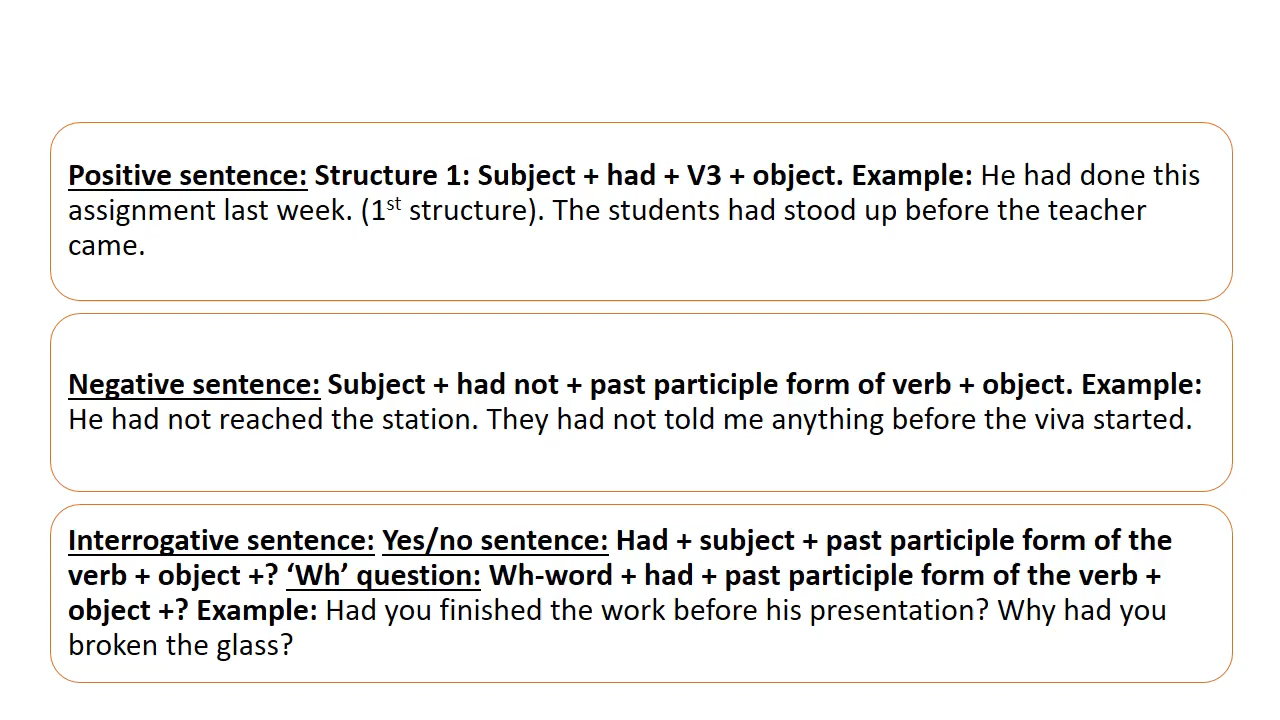 Positive sentence: Structure 1: Subject + had + V3 + object. Example: He had done this
assignment last week. (1st structure). The students had stood up before the teacher
came.
Negative sentence: Subject + had not + past participle form of verb + object. Example:
He had not reached the station. They had not told me anything before the viva started.
Interrogative sentence: Yes/no sentence: Had + subject + past participle form of the
verb + object +? ‘Wh’ question: Wh-word + had + past participle form of the verb +
object +? Example: Had you finished the work before his presentation? Why had you
broken the glass?